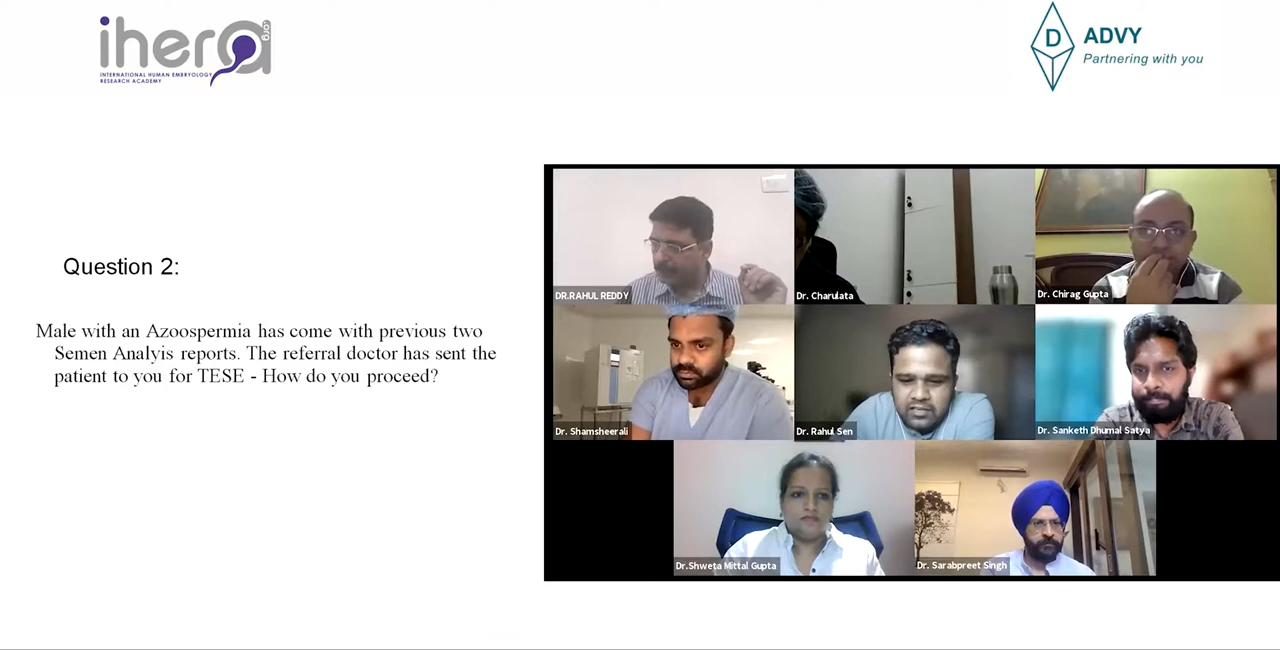 ihera
.org
INTERNATIONAL HUMAN EMBRYOLOGY
RESEARCH ACADEMY
D
ADVY
Partnering with you
Question 2:
Male with an Azoospermia has come with previous two
Semen Analyis reports. The referral doctor has sent the
patient to you for TESE - How do you proceed?
DR.RAHUL REDDY
Dr. Charulata
Dr. Chirag Gupta
Dr. Shamsheerali
Dr. Rahul Sen
Dr. Sanketh Dhumal Satya
Dr.Shweta Mittal Gupta
Dr. Sarabpreet Singh